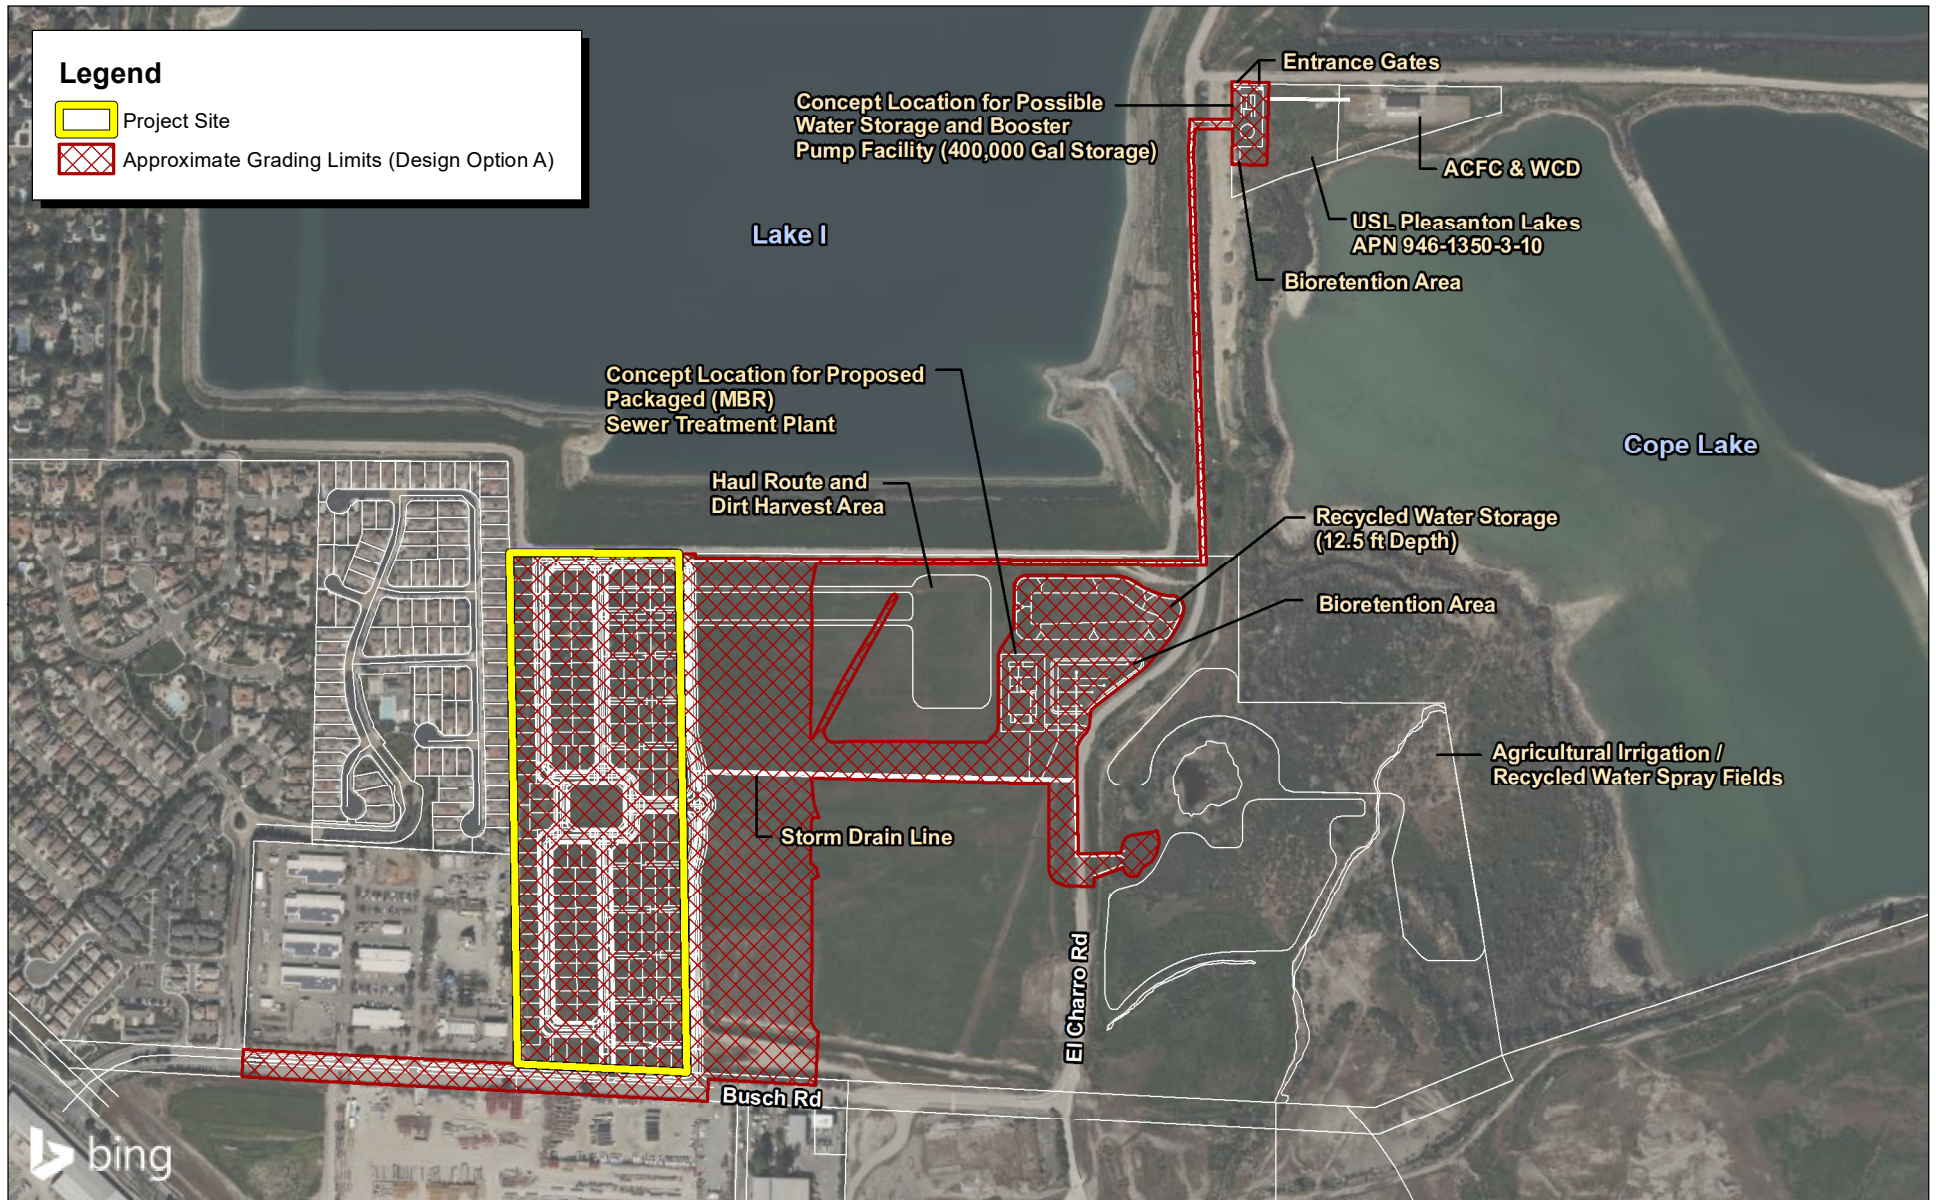 Legend
Project Site
Approximate Grading Limits (Design Option A)
Entrance Gates
Concept Location for Possible
Water Storage and Booster
Pump Facility (400,000 Gal Storage)
ACFC & WCD
USL Pleasanton Lakes
APN 946-1350-3-10
Bioretention Area
Lake I
Concept Location for Proposed
Packaged (MBR)
Sewer Treatment Plant
Cope Lake
Haul Route and
Dirt Harvest Area
Recycled Water Storage
(12.5 ft Depth)
Bioretention Area
Agricultural Irrigation /
Recycled Water Spray Fields
Storm Drain Line
El Charro Rd
Busch Rd
bing